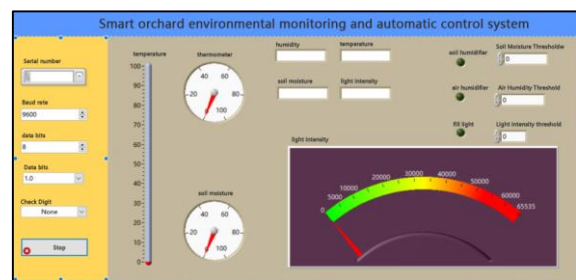 Smart orchard environmental monitoring and automatic control system
Serial number
Baud rate
9600
data bits
8
Data bits
1.0
Check Digit
None
Stop
temperature
100
90
80
70
60
50
40
30
20
10
0
thermometer
20
40
60
80
0
100
soil moisture
20
40
60
80
0
100
humidity
temperature
soil moisture
light intensity
soil humidifier
Soil Moisture Thresholdw
0
air humidifier
Air Humidity Threshold
0
fill light
Light intensity threshold
0
light intensity
0
5000
10000
20000
30000
40000
50000
60000
65535